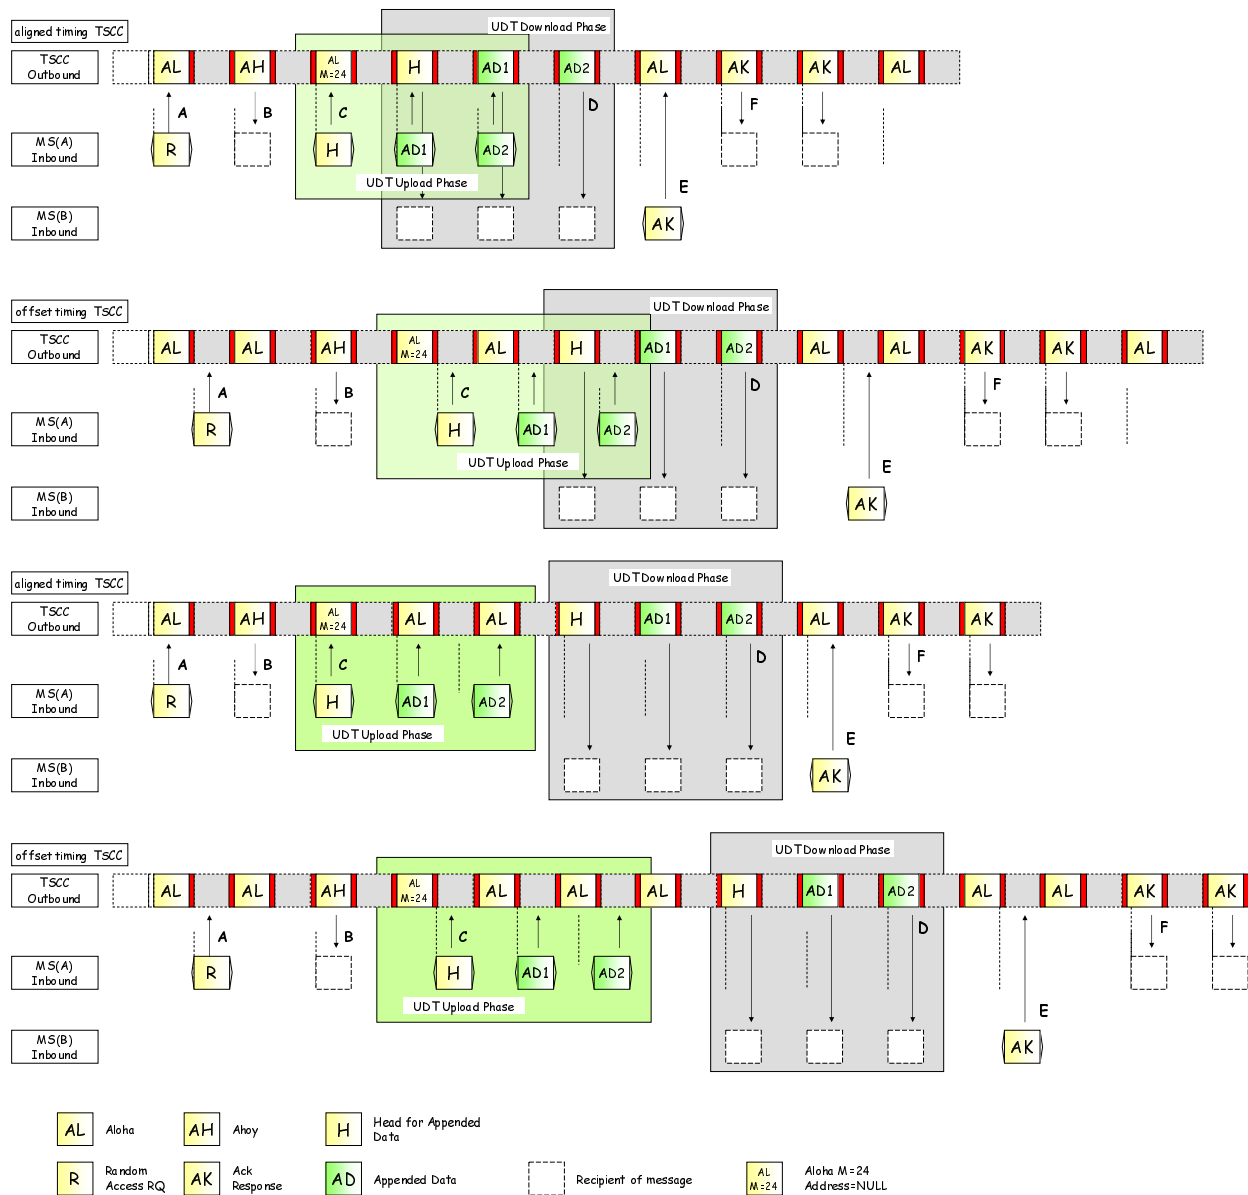 UDT Download Phase
aligned timing TSCC
TSCC
Outbound
AL AH AL M=24 H AD1 AD2 AL AK AK AL
A B C D F
MS(A)
Inbound
R H AD1 AD2
UDT Upload Phase
E
MS(B)
Inbound
AK
UDT Download Phase
offset timing TSCC
TSCC
Outbound
AL AL AH AL M=24 AL H AD1 AD2 AL AL AK AK AL
A B C D F
MS(A)
Inbound
R H AD1 AD2
UDT Upload Phase
E
MS(B)
Inbound
AK
UDT Download Phase
aligned timing TSCC
TSCC
Outbound
AL AH AL M=24 AL AL H AD1 AD2 AL AK AK
A B C D F
MS(A)
Inbound
R H AD1 AD2
UDT Upload Phase
E
MS(B)
Inbound
AK
UDT Download Phase
offset timing TSCC
TSCC
Outbound
AL AL AH AL M=24 AL AL AL H AD1 AD2 AL AL AK AK
A B C D F
MS(A)
Inbound
R H AD1 AD2
UDT Upload Phase
E
MS(B)
Inbound
AK
AL Aloha
AH Ahoy
H Head for Appended
Data
R Random
Access RQ
AK Ack
Response
AD Appended Data
Recipient of message
AL
M=24
Aloha M=24
Address=NULL